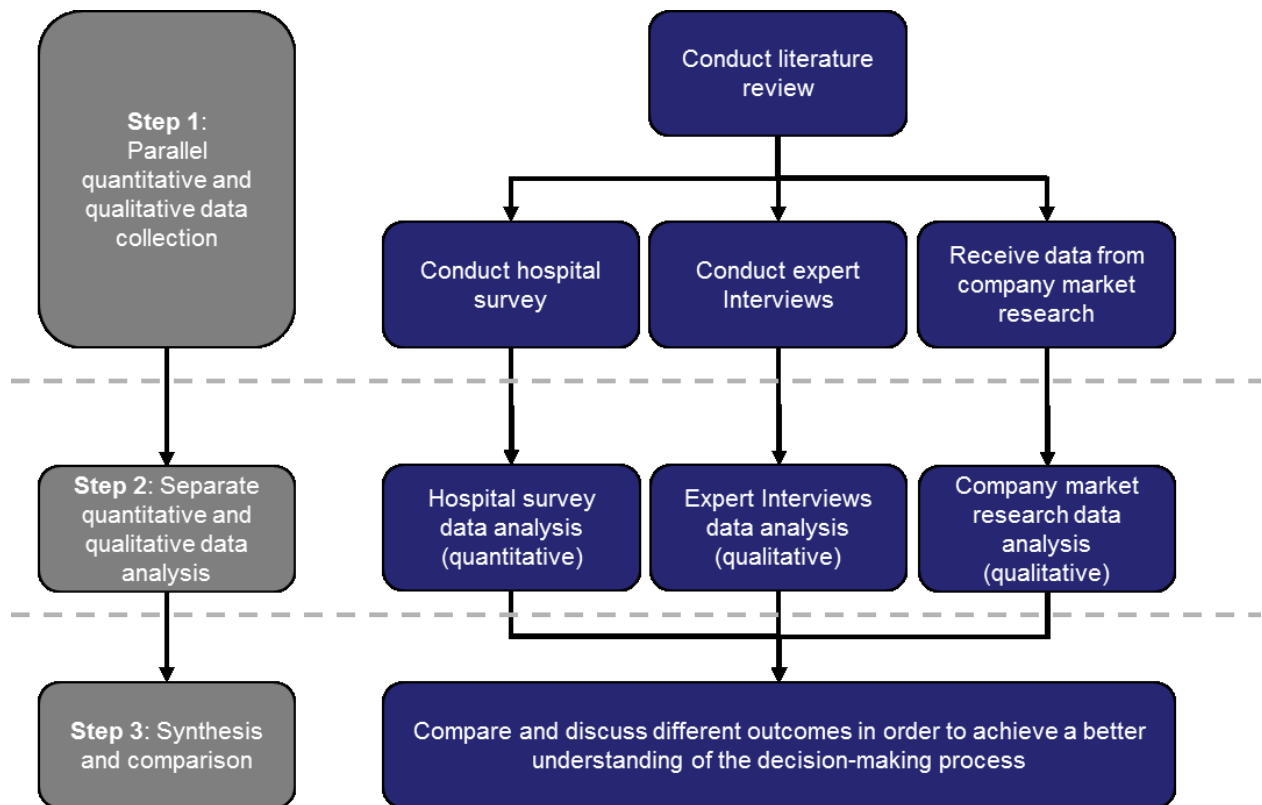 Conduct literature
review
Step 1:
Parallel
quantitative and
qualitative data
collection
Conduct hospital
survey
Conduct expert
Interviews
Receive data from
company market
research
Step 2: Separate
quantitative and
qualitative data
analysis
Hospital survey
data analysis
(quantitative)
Expert Interviews
data analysis
(qualitative)
Company market
research data
analysis
(qualitative)
Step 3: Synthesis
and comparison
Compare and discuss different outcomes in order to achieve a better
understanding of the decision-making process